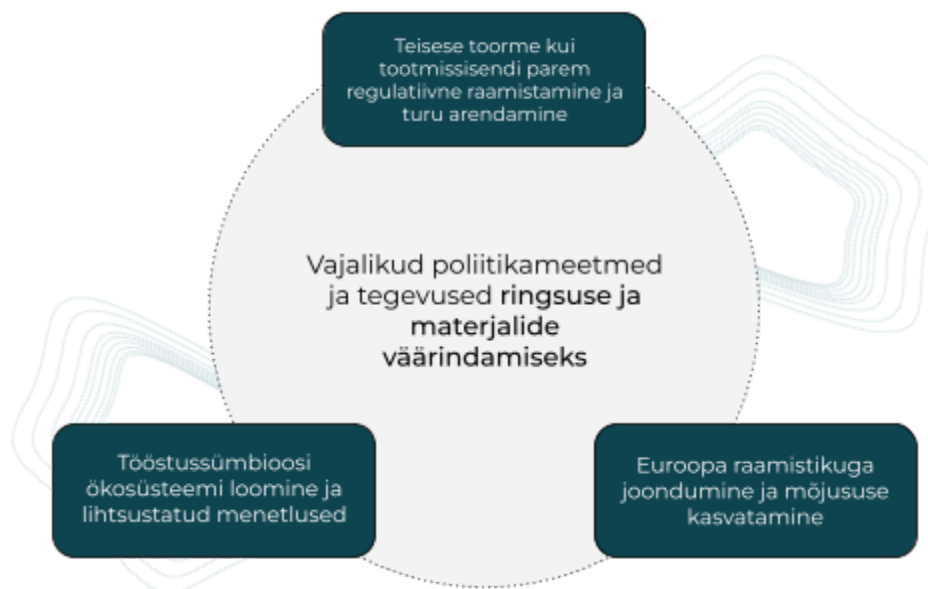 Teisese toorme kui
tootmissisendi parem
regulatiivne raamistamine ja
turu arendamine
Vajalikud poliitikameetmed
ja tegevused ringsuse ja
materjalide
väärindamiseks
Tööstussümbioosi
ökosüsteemi loomine ja
lihtsustatud menetlused
Euroopa raamistikuga
joondumine ja mõjususe
kasvatamine